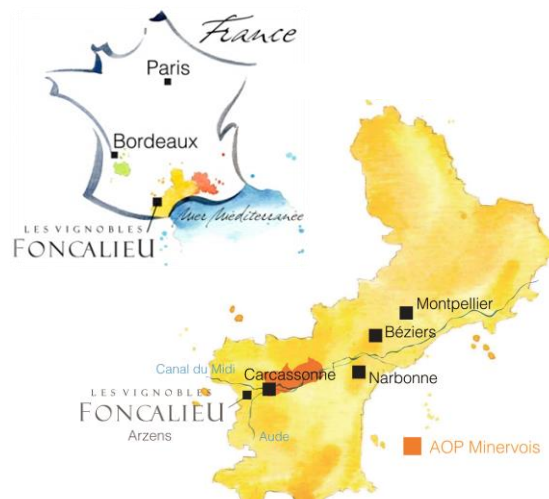 France
Paris
Bordeaux
Mer Méditerranée
LES VIGNOBLES
FONCALIEU
Montpellier
Béziers
Canal du Midi
Carcassonne
Narbonne
LES VIGNOBLES
FONCALIEU
Arzens
Aude
AOP Minervois